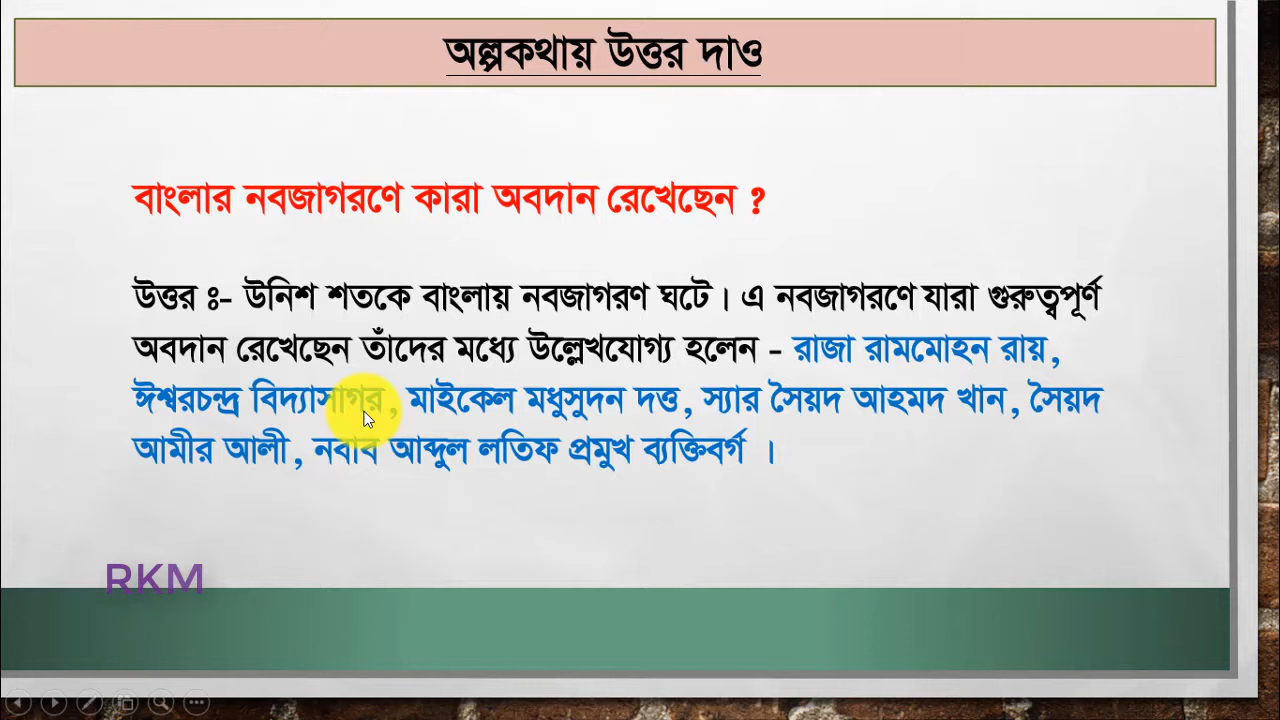 অল্পকথায় উত্তর দাও
বাংলার নবজাগরণে কারা অবদান রেখেছেন ?
উত্তর ঃ- উনিশ শতকে বাংলায় নবজাগরণ ঘটে । এ নবজাগরণে যারা গুরুত্বপূর্ণ
অবদান রেখেছেন তাঁদের মধ্যে উল্লেখযোগ্য হলেন - রাজা রামমোহন রায়,
ঈশ্বরচন্দ্র বিদ্যাসাগর, মাইকেল মধুসুদন দত্ত, স্যার সৈয়দ আহমদ খান, সৈয়দ
আমীর আলী, নবাব আব্দুল লতিফ প্রমুখ ব্যক্তিবর্গ ।
RKM